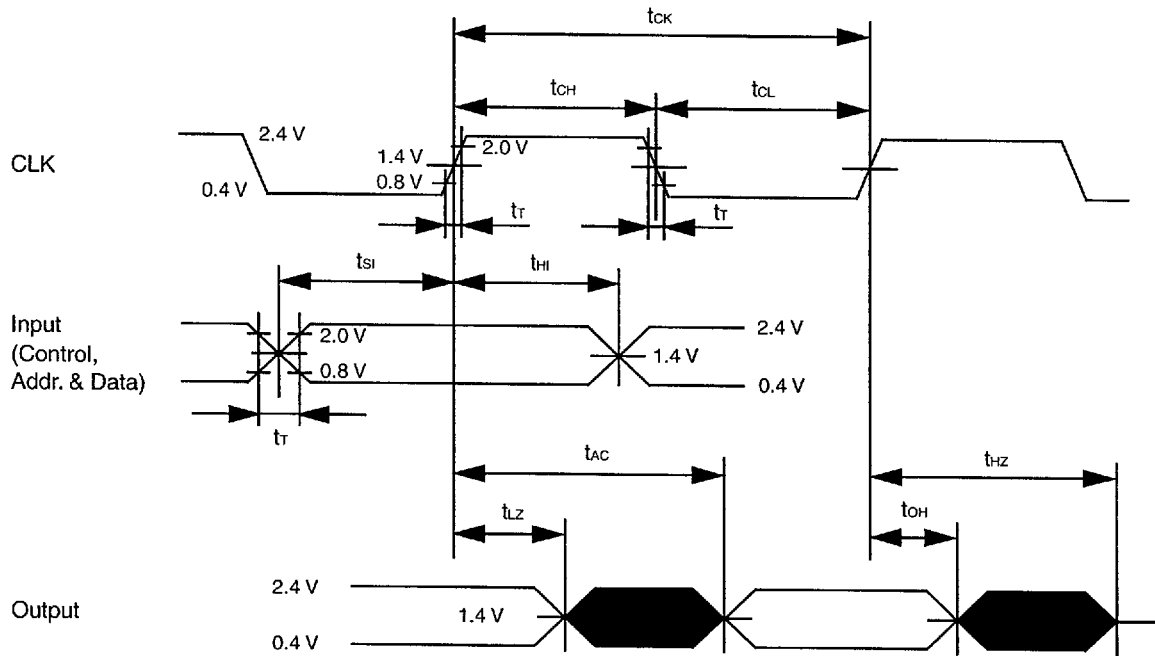 tCK
tCH
tCL
2.4 V
CLK
1.4 V
2.0 V
0.4 V
0.8 V
tT
tT
tSI
tHI
Input
(Control,
Addr. & Data)
2.0 V
0.8 V
2.4 V
1.4 V
0.4 V
tT
tAC
tHZ
tLZ
tOH
Output
2.4 V
1.4 V
0.4 V